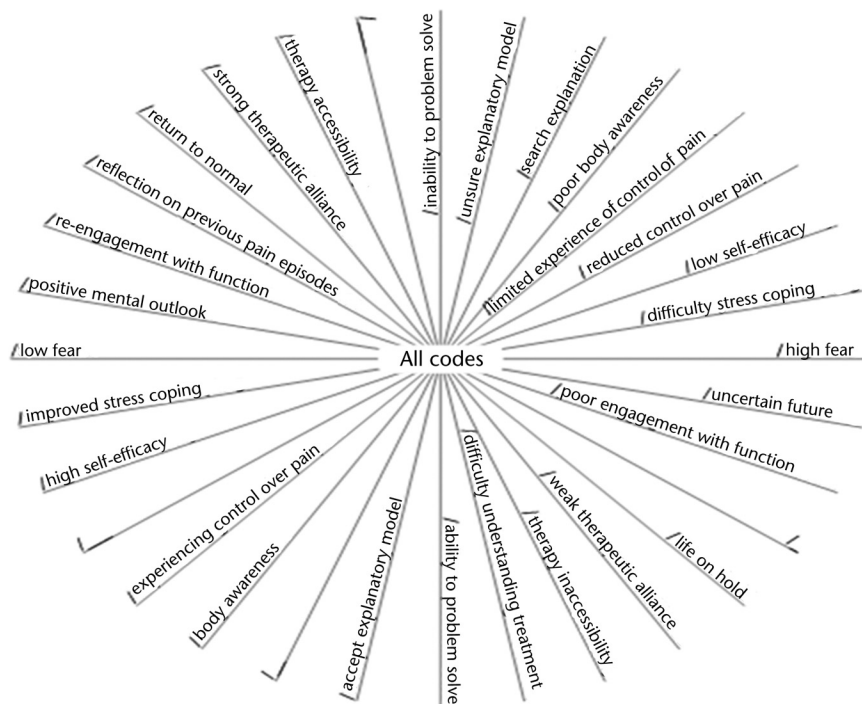 inability to problem solve
unsure explanatory model
search explanation
poor body awareness
limited experience of control of pain
reduced control over pain
low self-efficacy
difficulty stress coping
high fear
uncertain future
poor engagement with function
life on hold
weak therapeutic alliance
therapy inaccessibility
difficulty understanding treatment
ability to problem solve
accept explanatory model
body awareness
experiencing control over pain
high self-efficacy
improved stress coping
low fear
positive mental outlook
re-engagement with function
reflection on previous pain episodes
return to normal
strong therapeutic alliance
therapy accessibility
All codes